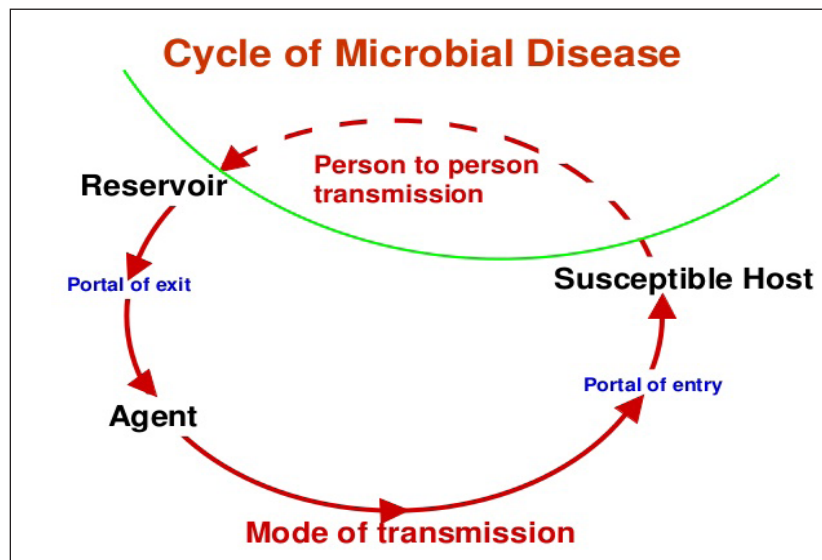 Cycle of Microbial Disease
Person to person
transmission
Reservoir
Portal of exit
Susceptible Host
Portal of entry
Agent
Mode of transmission